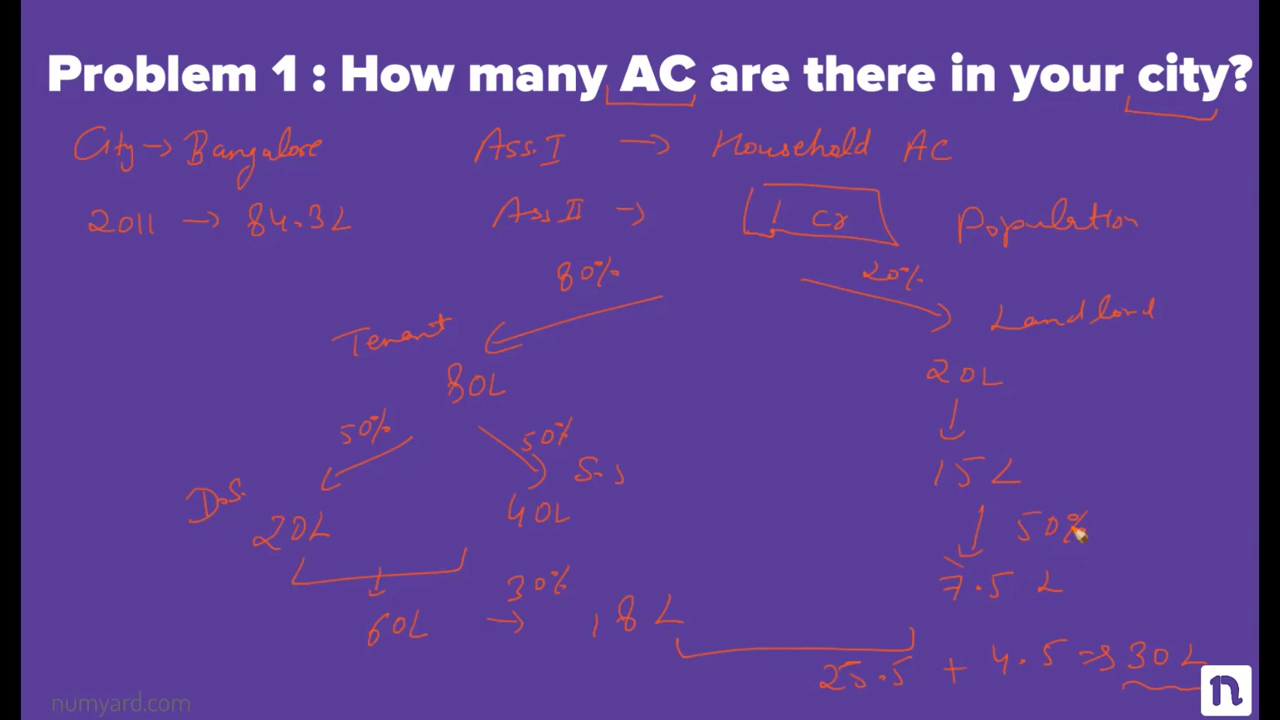 Problem 1 : How many AC are there in your city?
City → Bangalore Ass. I → Household AC
2011 → 84.3L Ass II → 1 Cr Population
80% 20%
Tenant Landlord
80L 20L
50% 50%
D.S. 20L S.S 40L 15L
50%
7.5 L
60L → 30% 18L
25.5 + 4.5 => 30L
numyard.com
n